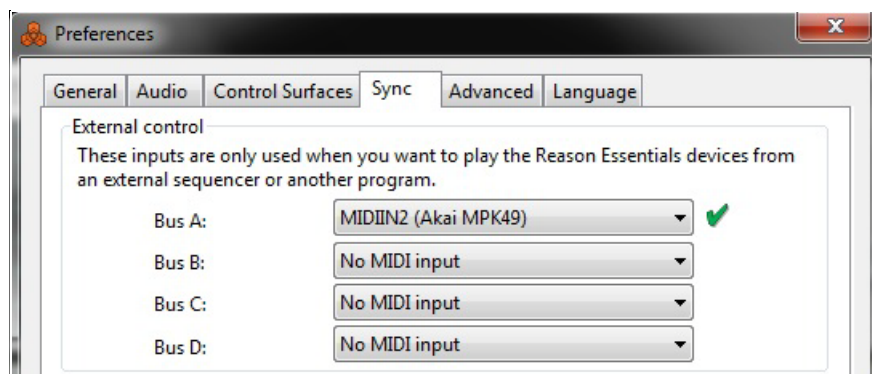 Preferences
General Audio Control Surfaces Sync Advanced Language
External control
These inputs are only used when you want to play the Reason Essentials devices from
an external sequencer or another program.
Bus A: MIDIIN2 (Akai MPK49)
Bus B: No MIDI input
Bus C: No MIDI input
Bus D: No MIDI input